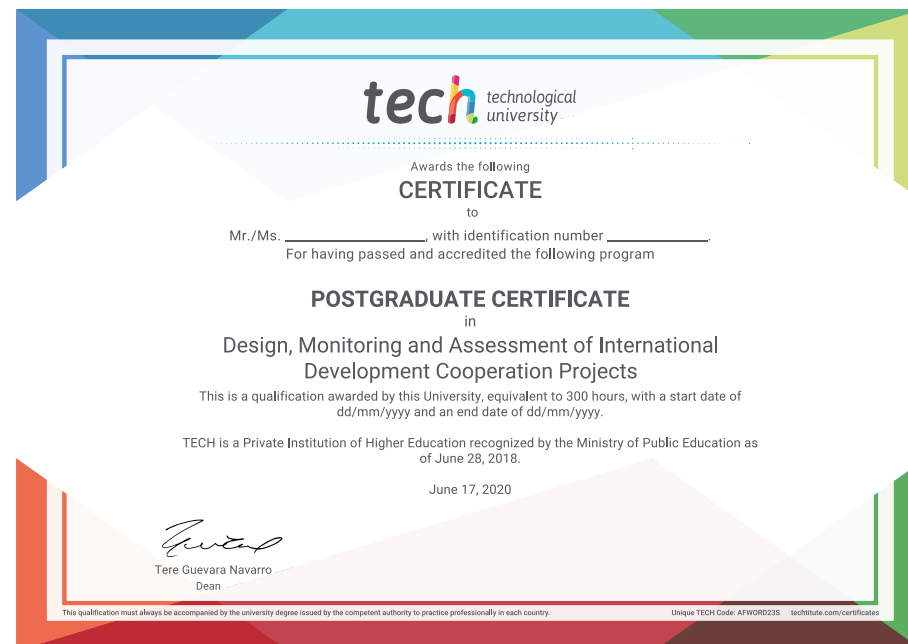 tech technological
university
Awards the following
CERTIFICATE
to
Mr./Ms. ____________________, with identification number ______________.
For having passed and accredited the following program
POSTGRADUATE CERTIFICATE
in
Design, Monitoring and Assessment of International
Development Cooperation Projects
This is a qualification awarded by this University, equivalent to 300 hours, with a start date of
dd/mm/yyyy and an end date of dd/mm/yyyy.
TECH is a Private Institution of Higher Education recognized by the Ministry of Public Education as
of June 28, 2018.
June 17, 2020
Tere Guevara Navarro
Dean
This qualification must always be accompanied by the university degree issued by the competent authority to practice professionally in each country. Unique TECH Code: AFWORD23S techtitute.com/certificates